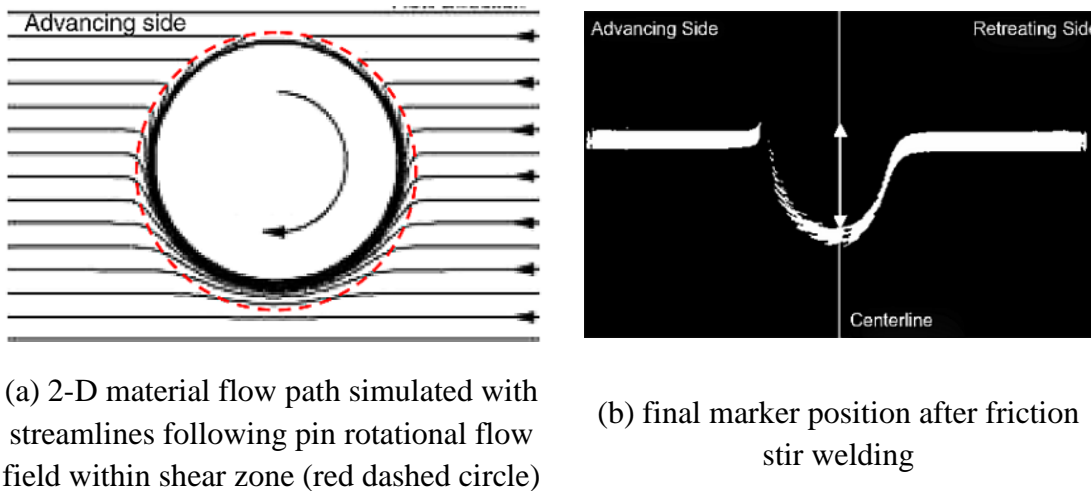 Advancing side
(a) 2-D material flow path simulated with
streamlines following pin rotational flow
field within shear zone (red dashed circle)
Advancing Side
Retreating Side
Centerline
(b) final marker position after friction
stir welding